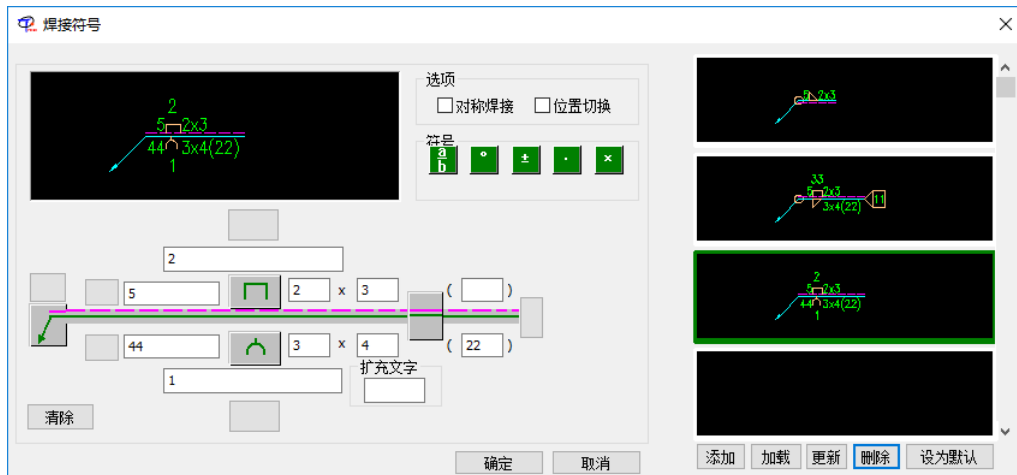 焊接符号
选项
对称焊接 位置切换
符号
a/b ° ± · ×
2
5 2x3
44 3x4(22)
1
2
5 2 x 3 ( )
44 3 x 4 ( 22 )
1
扩充文字
清除
确定 取消
5 2x3
33
5 2x3
3x4(22) 11
2
5 2x3
44 3x4(22)
1
添加 加载 更新 删除 设为默认